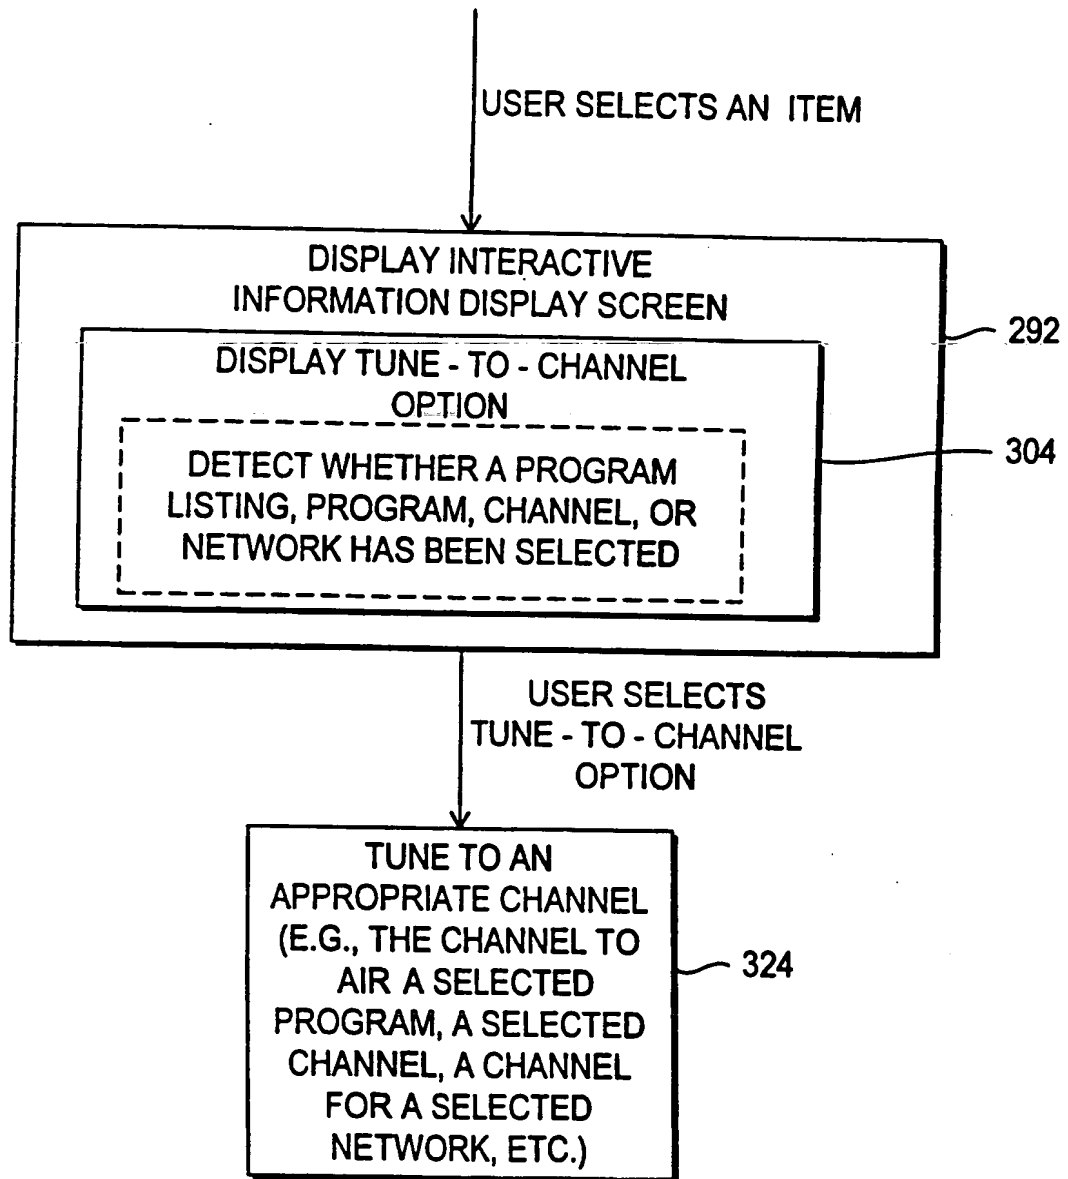 USER SELECTS AN ITEM
DISPLAY INTERACTIVE
INFORMATION DISPLAY SCREEN
292
DISPLAY TUNE - TO - CHANNEL
OPTION
304
DETECT WHETHER A PROGRAM
LISTING, PROGRAM, CHANNEL, OR
NETWORK HAS BEEN SELECTED
USER SELECTS
TUNE - TO - CHANNEL
OPTION
TUNE TO AN
APPROPRIATE CHANNEL
(E.G., THE CHANNEL TO
AIR A SELECTED
PROGRAM, A SELECTED
CHANNEL, A CHANNEL
FOR A SELECTED
NETWORK, ETC.)
324